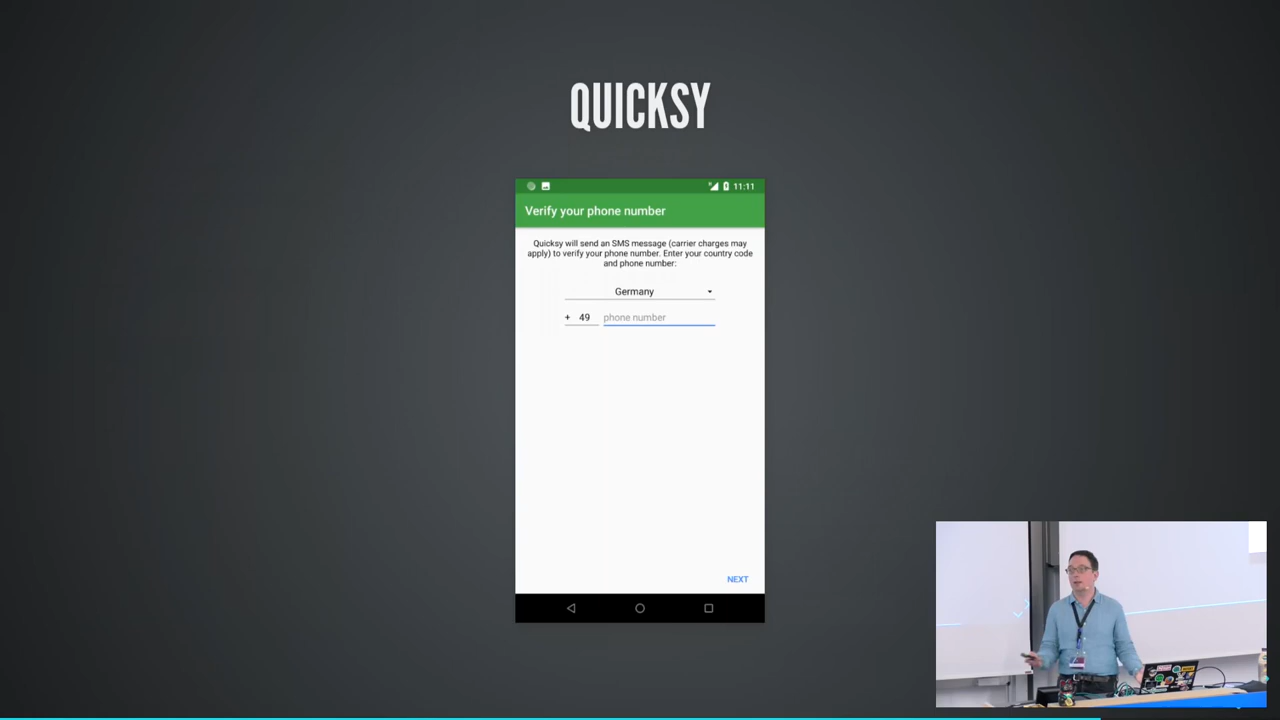 QUICKSY
11:11
Verify your phone number
Quicksy will send an SMS message (carrier charges may
apply) to verify your phone number. Enter your country code
and phone number:
Germany
+ 49 phone number
NEXT